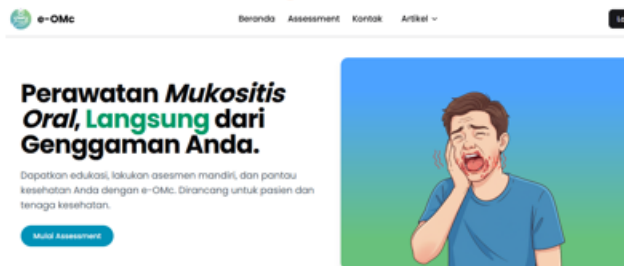 e-OMc
Beranda Assessment Kontak Artikel
Perawatan Mukositis
Oral, Langsung dari
Genggaman Anda.
Dapatkan edukasi, lakukan asesmen mandiri, dan pantau
kesehatan Anda dengan e-OMc. Dirancang untuk pasien dan
tenaga kesehatan.
Mulai Assessment